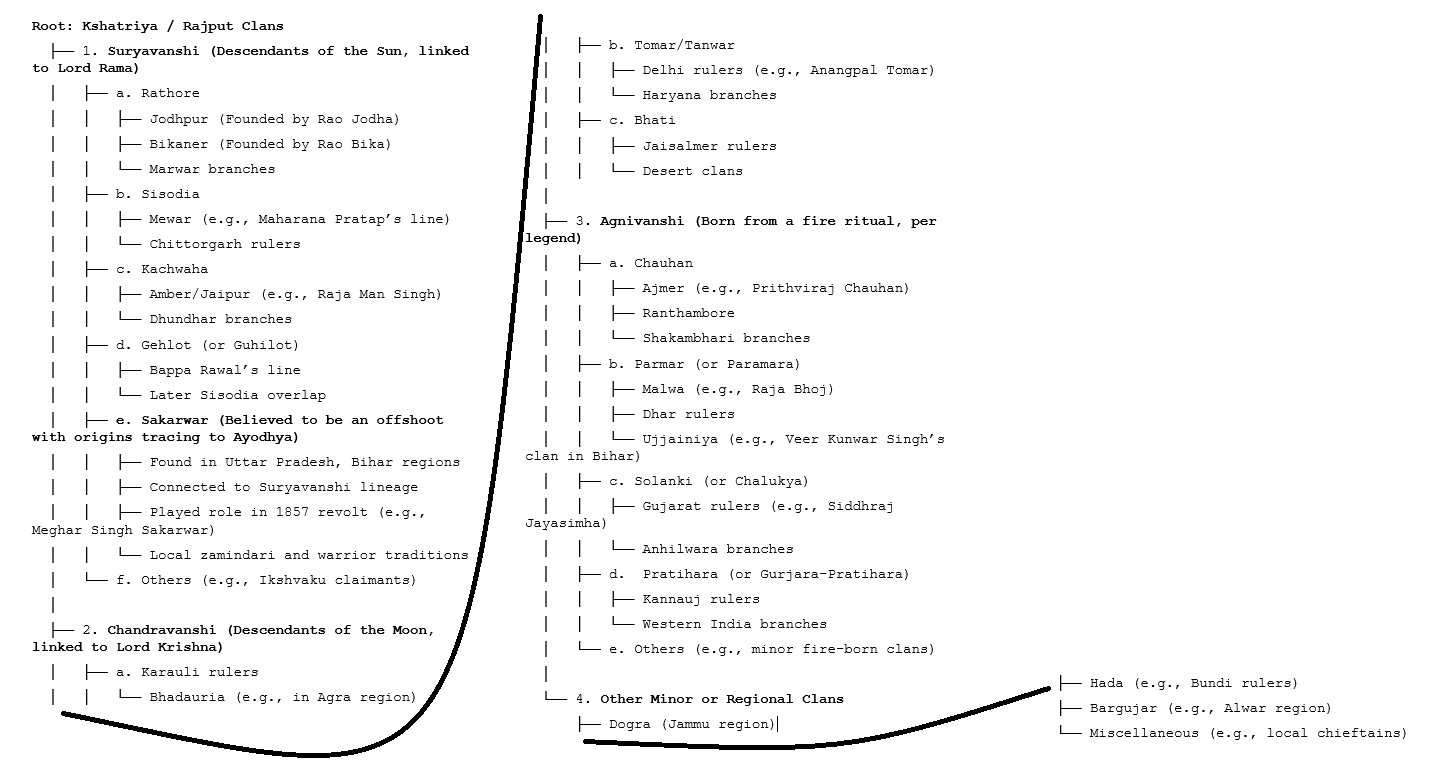 Root: Kshatriya / Rajput Clans
├── 1. Suryavanshi (Descendants of the Sun, linked
to Lord Rama)
│   ├── a. Rathore
│   │   ├── Jodhpur (Founded by Rao Jodha)
│   │   ├── Bikaner (Founded by Rao Bika)
│   │   └── Marwar branches
│   ├── b. Sisodia
│   │   ├── Mewar (e.g., Maharana Pratap’s line)
│   │   └── Chittorgarh rulers
│   ├── c. Kachwaha
│   │   ├── Amber/Jaipur (e.g., Raja Man Singh)
│   │   └── Dhundhar branches
│   ├── d. Gehlot (or Guhilot)
│   │   ├── Bappa Rawal’s line
│   │   └── Later Sisodia overlap
│   ├── e. Sakarwar (Believed to be an offshoot
with origins tracing to Ayodhya)
│   │   ├── Found in Uttar Pradesh, Bihar regions
│   │   ├── Connected to Suryavanshi lineage
│   │   ├── Played role in 1857 revolt (e.g.,
Meghar Singh Sakarwar)
│   │   └── Local zamindari and warrior traditions
│   └── f. Others (e.g., Ikshvaku claimants)
│
├── 2. Chandravanshi (Descendants of the Moon,
linked to Lord Krishna)
│   ├── a. Karauli rulers
│   │   └── Bhadauria (e.g., in Agra region)
│   ├── b. Tomar/Tanwar
│   │   ├── Delhi rulers (e.g., Anangpal Tomar)
│   │   └── Haryana branches
│   ├── c. Bhati
│   │   ├── Jaisalmer rulers
│   │   └── Desert clans
│
├── 3. Agnivanshi (Born from a fire ritual, per
legend)
│   ├── a. Chauhan
│   │   ├── Ajmer (e.g., Prithviraj Chauhan)
│   │   ├── Ranthambore
│   │   └── Shakambhari branches
│   ├── b. Parmar (or Paramara)
│   │   ├── Malwa (e.g., Raja Bhoj)
│   │   ├── Dhar rulers
│   │   └── Ujjainiya (e.g., Veer Kunwar Singh’s
clan in Bihar)
│   ├── c. Solanki (or Chalukya)
│   │   ├── Gujarat rulers (e.g., Siddhraj
Jayasimha)
│   │   └── Anhilwara branches
│   ├── d.  Pratihara (or Gurjara-Pratihara)
│   │   ├── Kannauj rulers
│   │   └── Western India branches
│   └── e. Others (e.g., minor fire-born clans)
│
└── 4. Other Minor or Regional Clans
├── Dogra (Jammu region)
├── Hada (e.g., Bundi rulers)
├── Bargujar (e.g., Alwar region)
└── Miscellaneous (e.g., local chieftains)